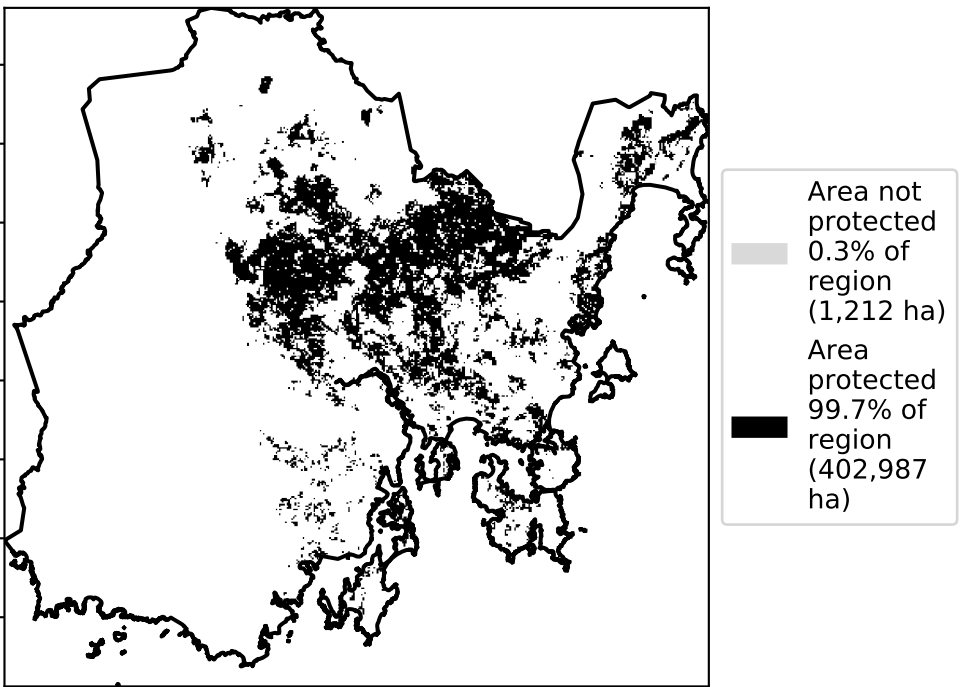 Area not
protected
0.3% of
region
(1,212 ha)
Area
protected
99.7% of
region
(402,987
ha)